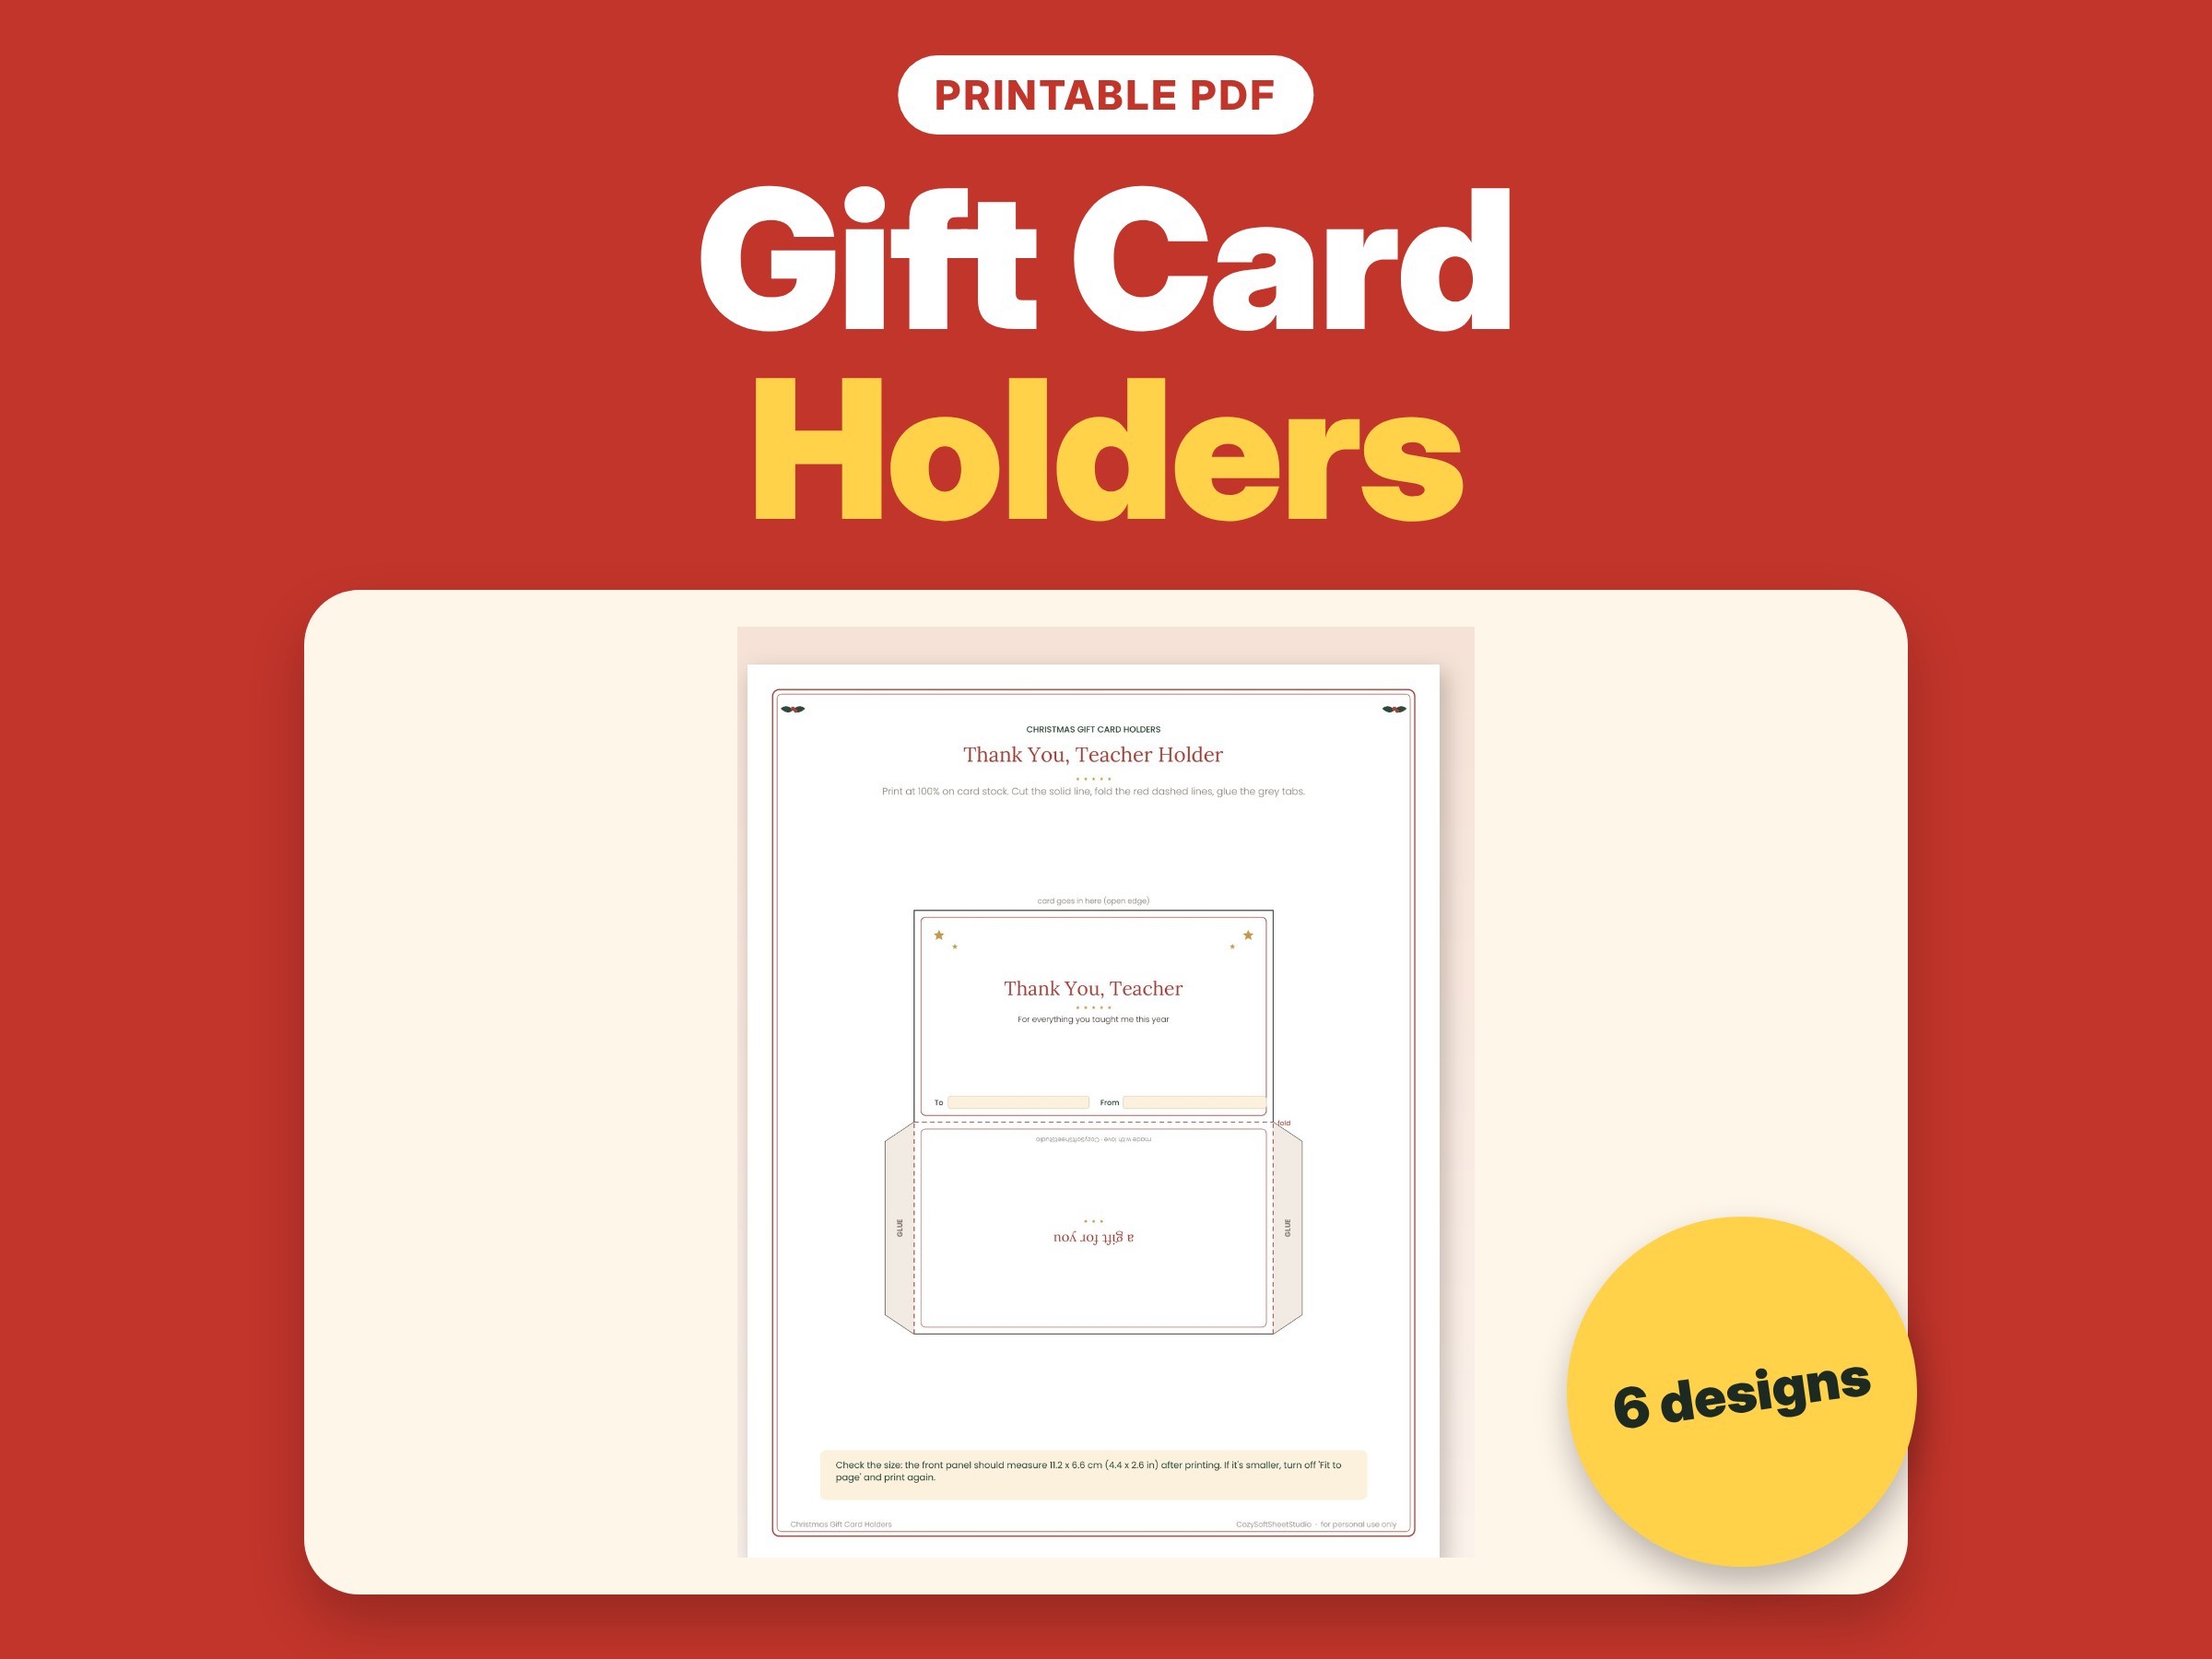 PRINTABLE PDF
Gift Card
Holders
CHRISTMAS GIFT CARD HOLDERS
Thank You, Teacher Holder
Print at 100% on card stock. Cut the solid line, fold the red dashed lines, glue the grey tabs.
card goes in here (open edge)
Thank You, Teacher
For everything you taught me this year
To From
fold
made with love · CozySoftSheetStudio
GLUE GLUE
a gift for you
6 designs
Check the size: the front panel should measure 11.2 x 6.6 cm (4.4 x 2.6 in) after printing. If it's smaller, turn off 'Fit to
page' and print again.
Christmas Gift Card Holders CozySoftSheetStudio · for personal use only